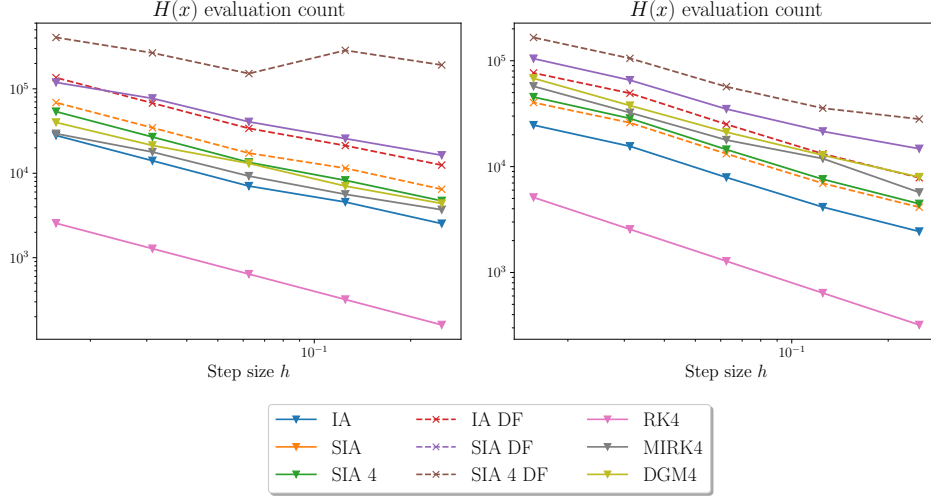 H(x) evaluation count
10^5
10^4
10^3
10^-1
Step size h
H(x) evaluation count
10^5
10^4
10^3
10^-1
Step size h
IA
IA DF
RK4
SIA
SIA DF
MIRK4
SIA 4
SIA 4 DF
DGM4